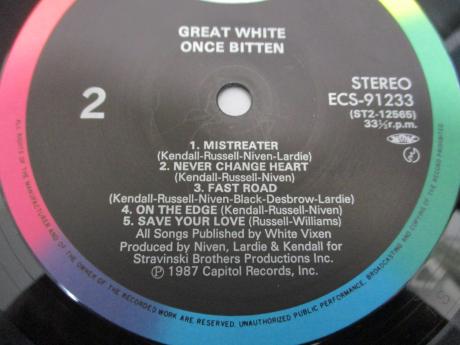 GREAT WHITE
ONCE BITTEN
2
STEREO
ECS-91233
(ST2-12565)
33⅓r.p.m.
1. MISTREATER
(Kendall-Russell-Niven-Lardie)
2. NEVER CHANGE HEART
(Kendall-Russell-Niven)
3. FAST ROAD
(Kendall-Russell-Niven-Black-Desbrow-Lardie)
4. ON THE EDGE (Kendall-Russell-Niven)
5. SAVE YOUR LOVE (Russell-Williams)
All Songs Published by White Vixen
Produced by Niven, Lardie & Kendall for
Stravinski Brothers Productions Inc.
Ⓟ 1987 Capitol Records, Inc.
ALL RIGHTS OF THE MANUFACTURER AND OF THE OWNER OF THE RECORDED WORK ARE RESERVED. UNAUTHORIZED PUBLIC PERFORMANCE, BROADCASTING AND COPYING OF THE RECORD PROHIBITED